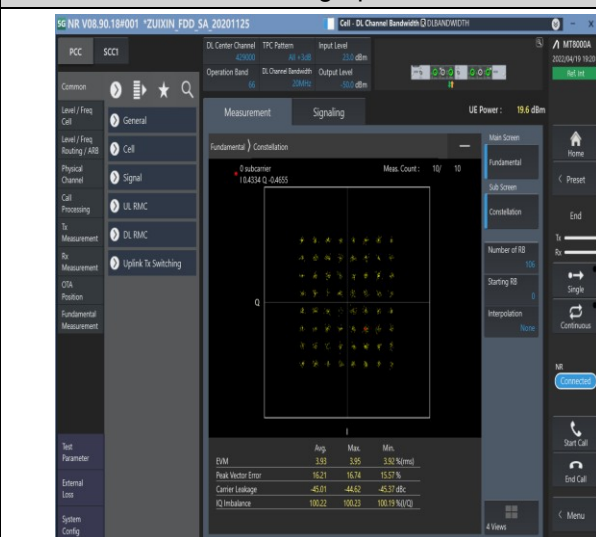 5G NR V08.90.18#001 *ZUIXIN_FDD_SA_20201125
Cell - DL Channel Bandwidth DLBANDWIDTH
PCC SCC1
DL Center Channel TPC Pattern Input Level
429000 All +3dB 23.0 dBm
Operation Band DL Channel Bandwidth Output Level
66 20MHz -50.0 dBm
MT8000A
2022/04/19 19:20
Ref. Int
Common
Level / Freq
Cell
Level / Freq
Routing / ARB
Physical
Channel
Call
Processing
Tx
Measurement
Rx
Measurement
OTA
Position
Fundamental
Measurement
Test
Parameter
External
Loss
System
Config
General
Cell
Signal
UL RMC
DL RMC
Uplink Tx Switching
Measurement Signaling UE Power : 19.6 dBm
Fundamental > Constellation
0 subcarrier Meas. Count : 10/ 10
I 0.4334 Q -0.4655
Q
I
Avg. Max. Min.
EVM 3.93 3.95 3.92 %(rms)
Peak Vector Error 16.21 16.74 15.57 %
Carrier Leakage -45.01 -44.62 -45.37 dBc
IQ Imbalance 100.22 100.23 100.19 %(I/Q)
Main Screen
Fundamental
Sub Screen
Constellation
Number of RB
106
Starting RB
0
Interpolation
None
4 Views
Home
Preset
End
Tx
Rx
Single
Continuous
NR
Connected
Start Call
End Call
Menu